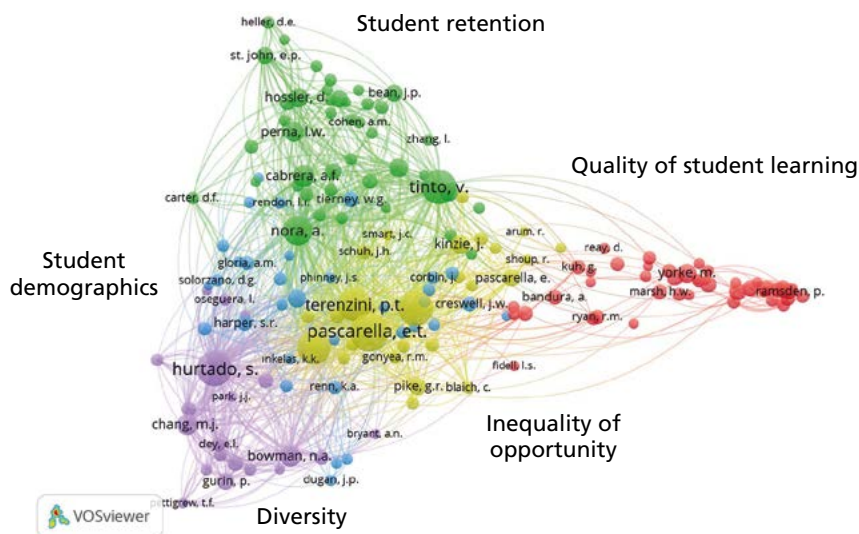 heller, d.e.
Student retention
st. john, e.p.
hossler, d.
bean, j.p.
cohen, a.m.
perna, l.w.
zhang, l.
Quality of student learning
cabrera, a.f.
tinto, v.
carter, d.f.
rendon, l.r.
tierney, w.g.
arum, r.
nora, a.
smart, j.c.
kinzie, j.
reay, d.
schuh, j.h.
shoup, r.
Student
demographics
gloria, a.m.
kuh, g.
yorke, m.
solorzano, d.g.
phinney, j.s.
corbin, j.
pascarella, e.
marsh, h.w.
ramsden, p.
oseguera, l.
terenzini, p.t.
creswell, j.w.
bandura, a.
harper, s.r.
pascarella, e.t.
ryan, r.m.
inkelas, k.k.
gonyea, r.m.
hurtado, s.
fidell, l.s.
renn, k.a.
pike, g.r.
blaich, c.
park, j.j.
chang, m.j.
Inequality of
opportunity
dey, e.l.
bryant, a.n.
bowman, n.a.
gurin, p.
dugan, j.p.
pettigrew, t.f.
VOSviewer
Diversity